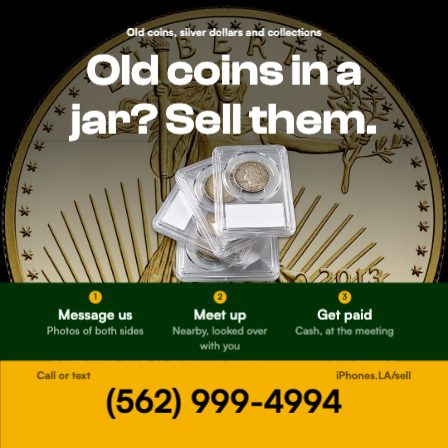 Old coins, silver dollars and collections
Old coins in a
jar? Sell them.
LIBERTY
2013
1
2
3
Message us
Meet up
Get paid
Photos of both sides
Nearby, looked over
with you
Cash, at the meeting
Call or text
iPhones.LA/sell
(562) 999-4994